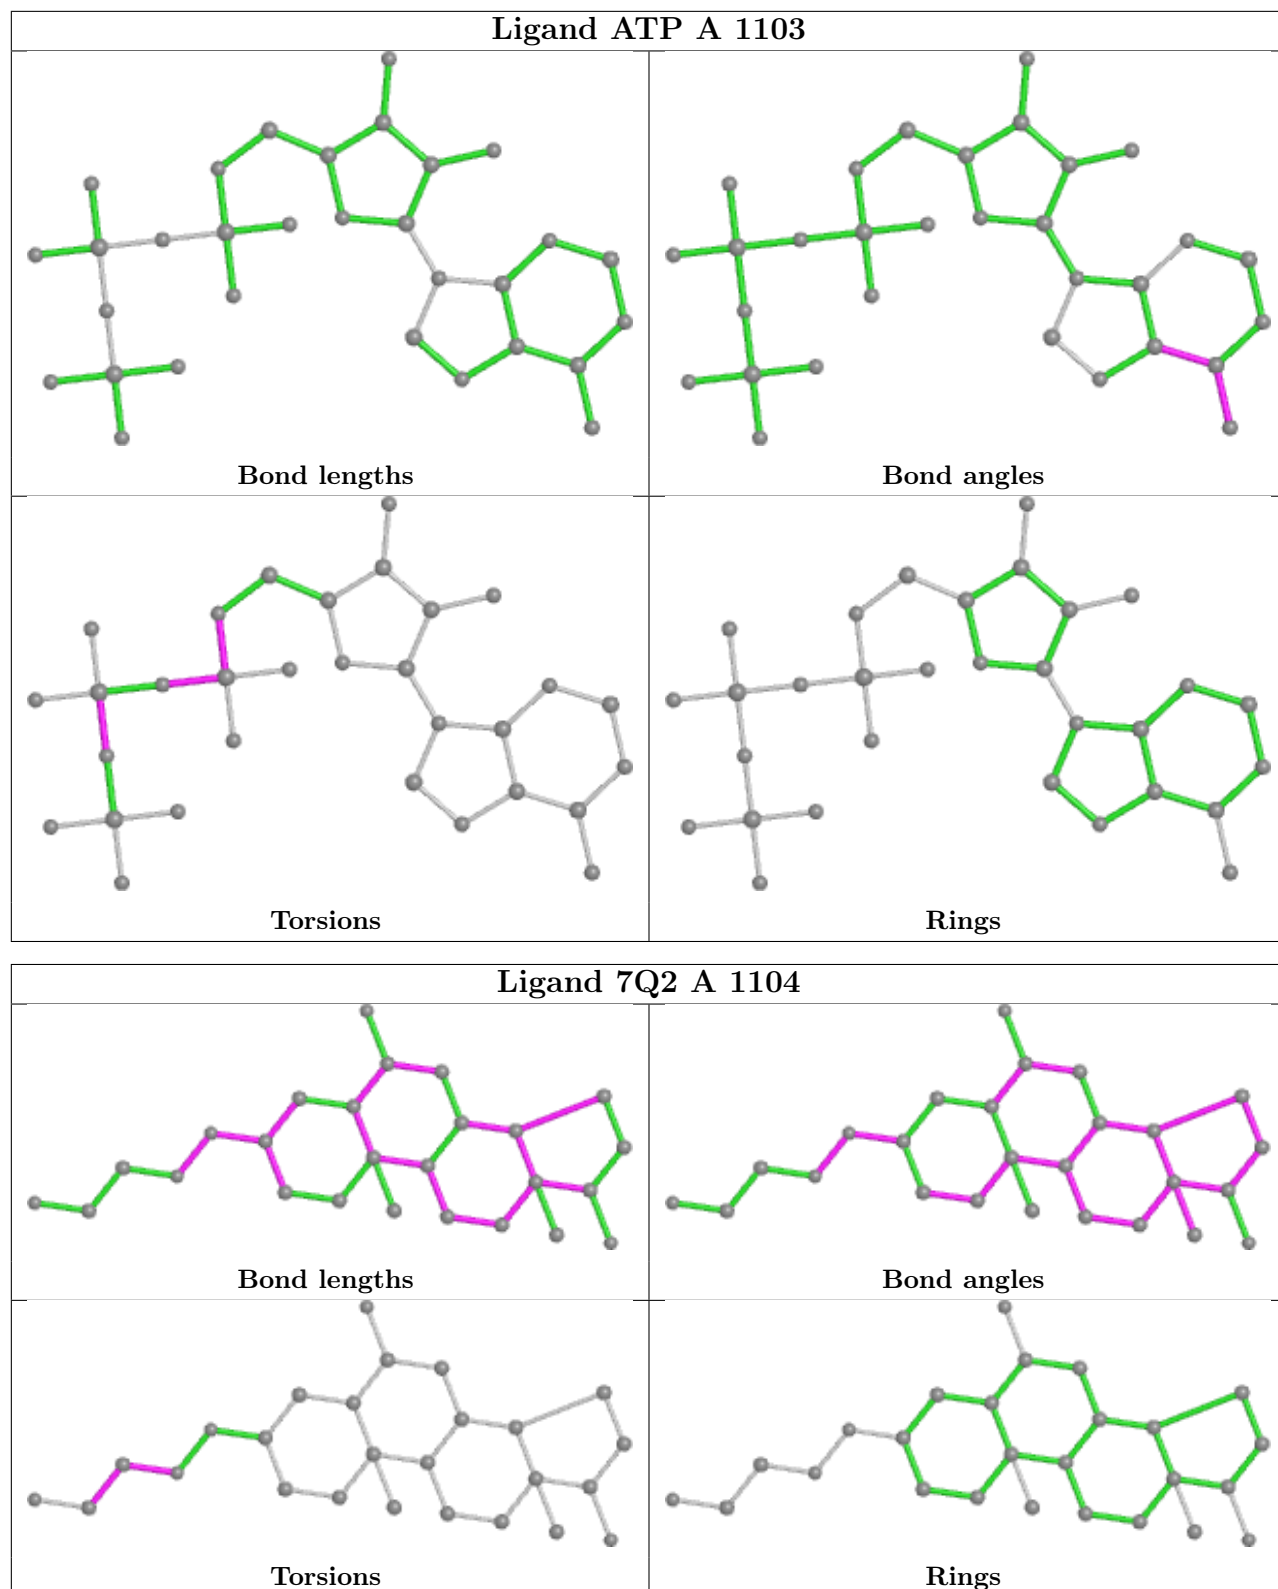 Ligand ATP A 1103
Bond lengths
Bond angles
Torsions
Rings
Ligand 7Q2 A 1104
Bond lengths
Bond angles
Torsions
Rings